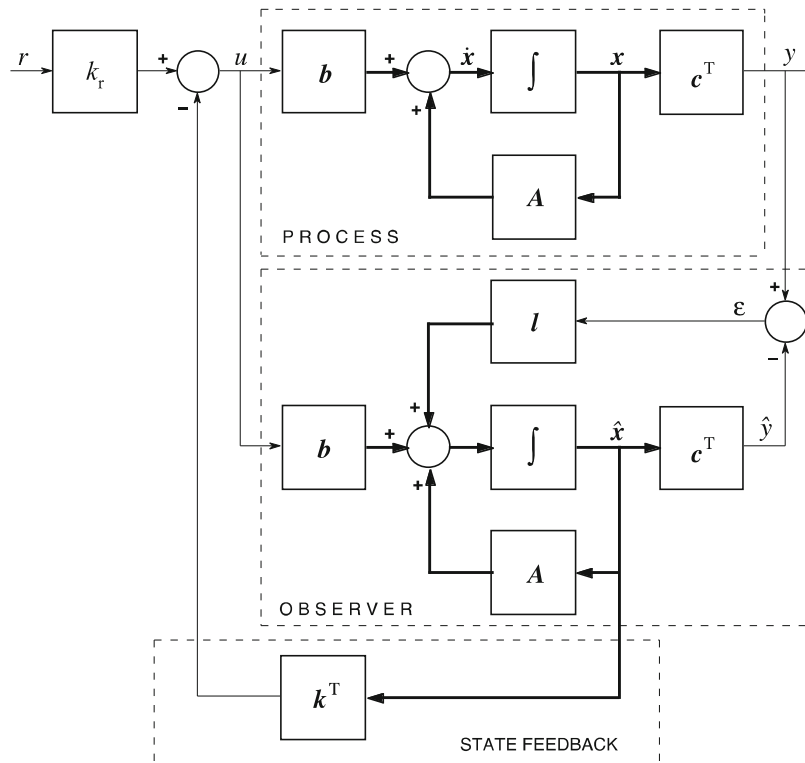 r
k_r
+
−
u
b
+
+
ẋ
∫
x
c^T
y
A
PROCESS
l
ε
+
−
b
+
+
+
∫
x̂
c^T
ŷ
A
OBSERVER
k^T
STATE FEEDBACK